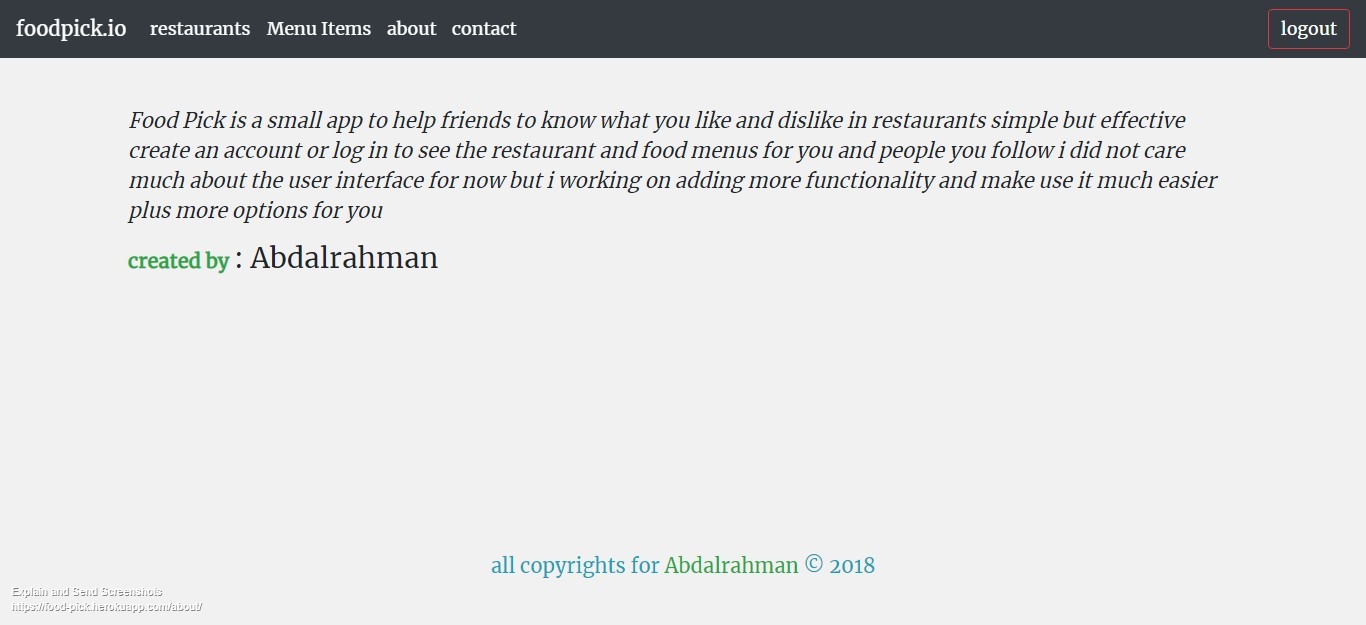 foodpick.io restaurants Menu Items about contact logout
Food Pick is a small app to help friends to know what you like and dislike in restaurants simple but effective
create an account or log in to see the restaurant and food menus for you and people you follow i did not care
much about the user interface for now but i working on adding more functionality and make use it much easier
plus more options for you
created by : Abdalrahman
all copyrights for Abdalrahman © 2018
Explain and Send Screenshots
https://food-pick.herokuapp.com/about/